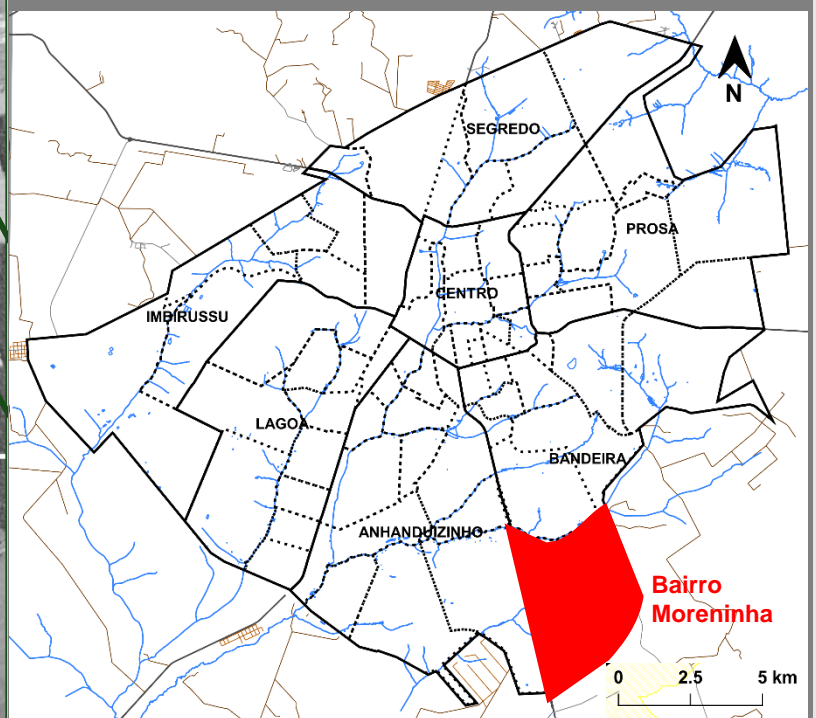 N
SEGREDO
PROSA
CENTRO
IMBIRUSSU
LAGOA
BANDEIRA
ANHANDUIZINHO
Bairro
Moreninha
0 2.5 5 km